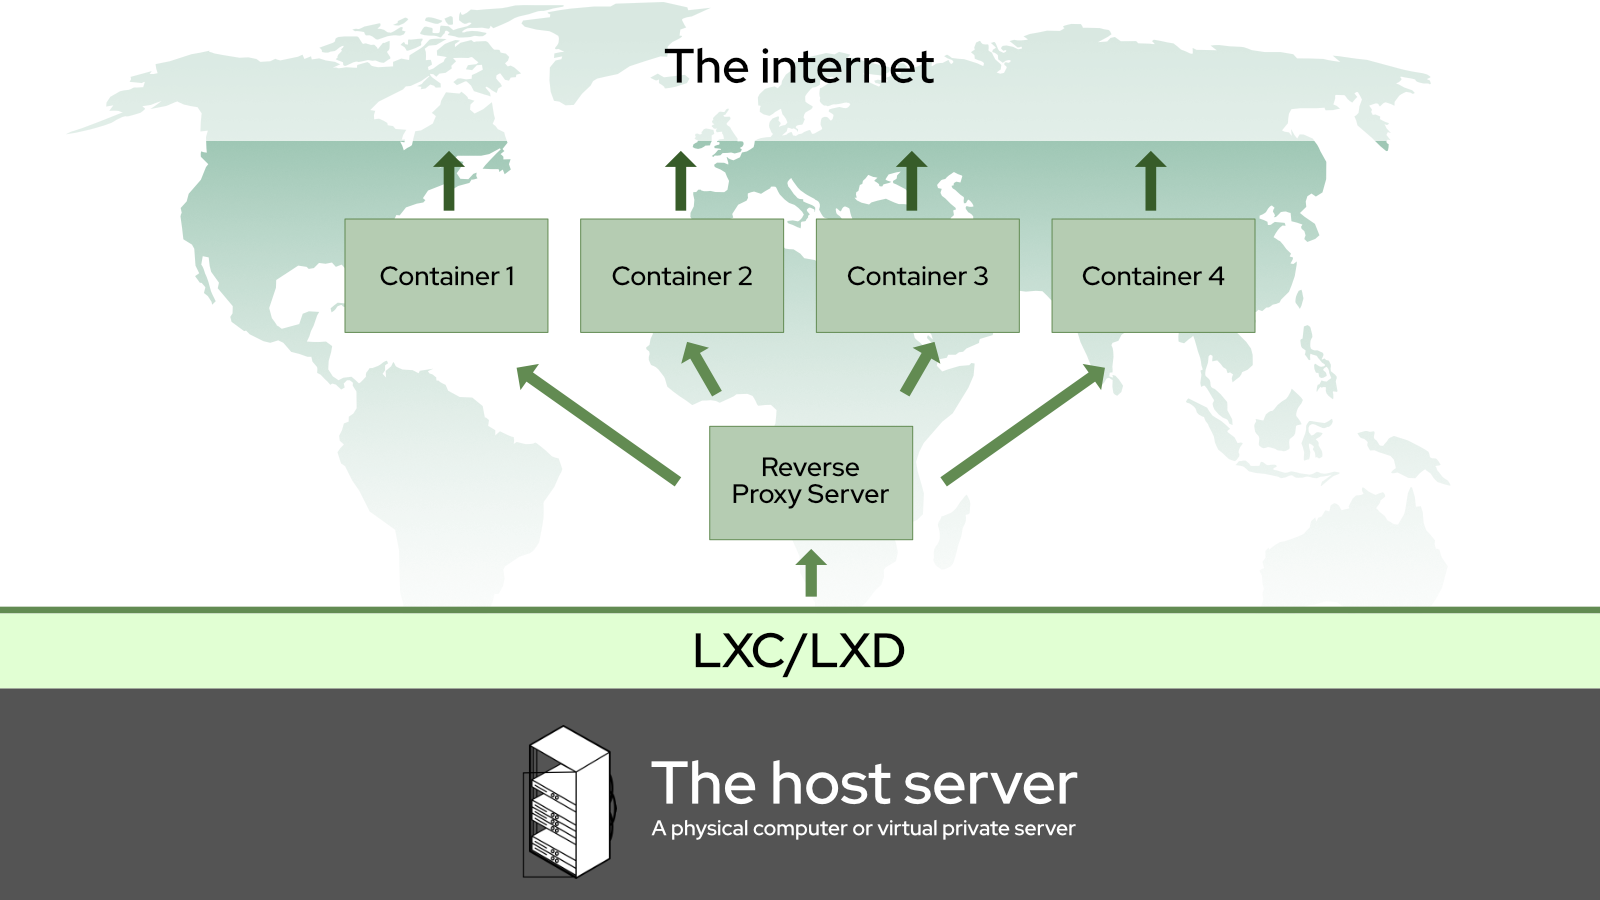 The internet
Container 1
Container 2
Container 3
Container 4
Reverse
Proxy Server
LXC/LXD
The host server
A physical computer or virtual private server